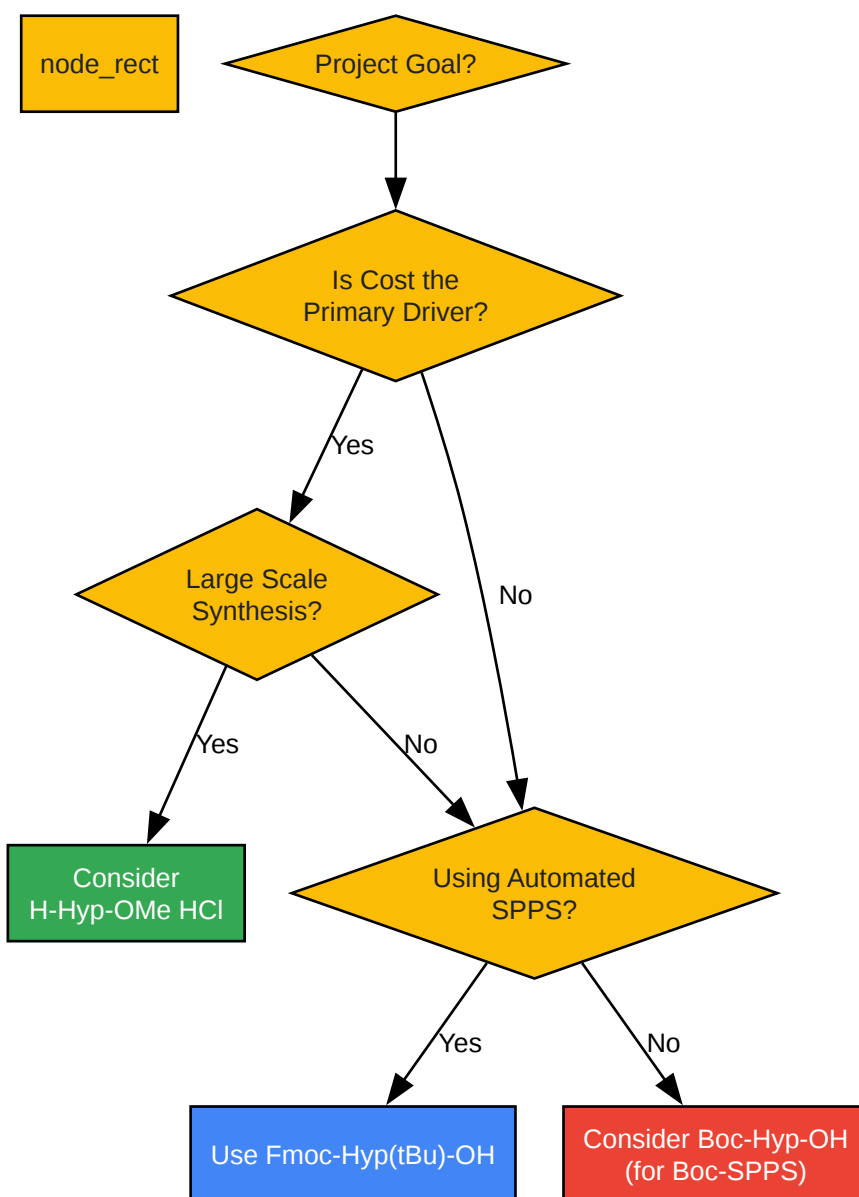 node_rect
Project Goal?
Is Cost the
Primary Driver?
Yes
Large Scale
Synthesis?
No
Yes
No
Consider
H-Hyp-OMe HCl
Using Automated
SPPS?
Yes
No
Use Fmoc-Hyp(tBu)-OH
Consider Boc-Hyp-OH
(for Boc-SPPS)